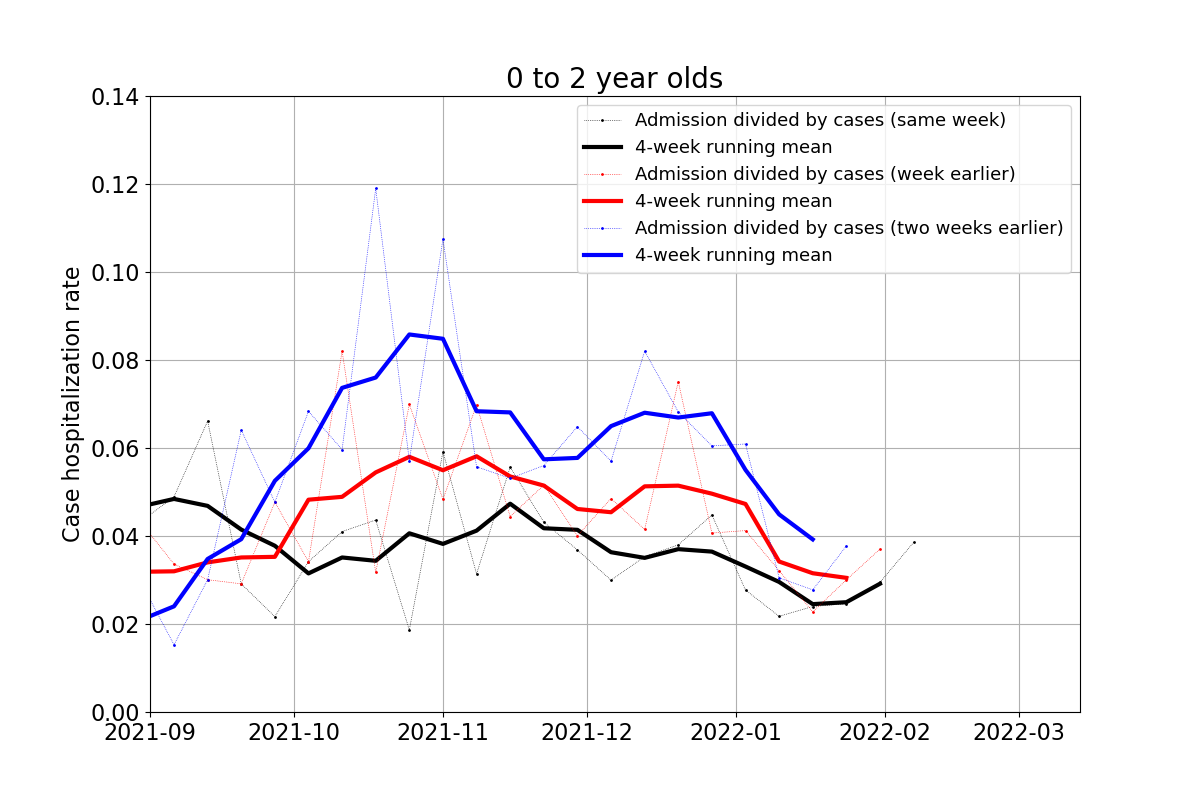 0 to 2 year olds
Case hospitalization rate
0.14
0.12
0.10
0.08
0.06
0.04
0.02
0.00
Admission divided by cases (same week)
4-week running mean
Admission divided by cases (week earlier)
4-week running mean
Admission divided by cases (two weeks earlier)
4-week running mean
2021-09 2021-10 2021-11 2021-12 2022-01 2022-02 2022-03